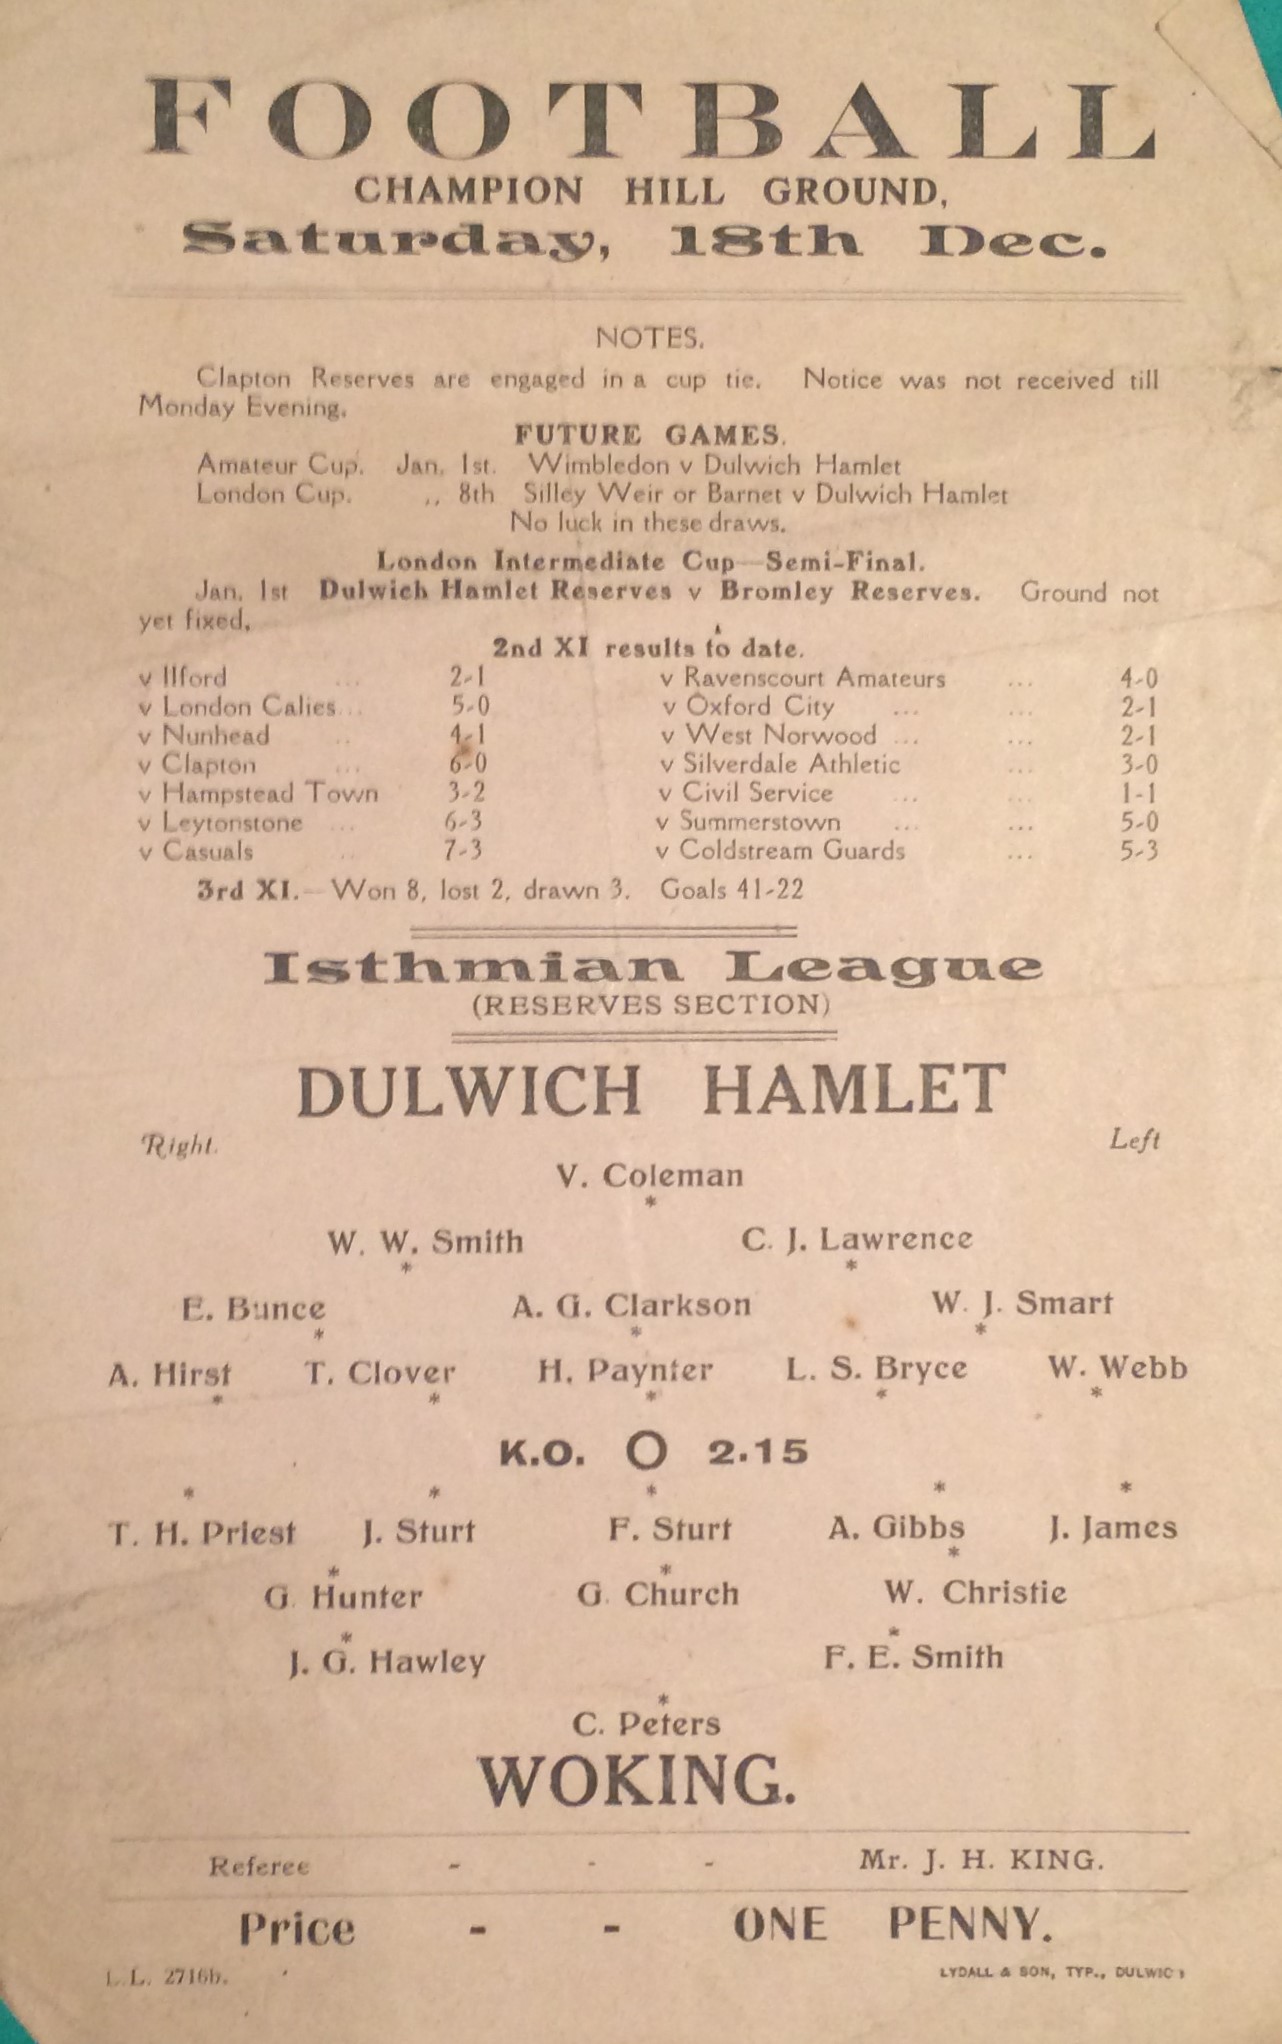 FOOTBALL
CHAMPION HILL GROUND,
Saturday, 18th Dec.
NOTES.
Clapton Reserves are engaged in a cup tie. Notice was not received till
Monday Evening.
FUTURE GAMES.
Amateur Cup. Jan. 1st. Wimbledon v Dulwich Hamlet
London Cup. ,, 8th Silley Weir or Barnet v Dulwich Hamlet
No luck in these draws.
London Intermediate Cup—Semi-Final.
Jan. 1st Dulwich Hamlet Reserves v Bromley Reserves. Ground not
yet fixed.
2nd XI results to date.
v Ilford ... 2-1 v Ravenscourt Amateurs ... 4-0
v London Calies ... 5-0 v Oxford City ... ... 2-1
v Nunhead ... 4-1 v West Norwood ... ... 2-1
v Clapton ... 6-0 v Silverdale Athletic ... 3-0
v Hampstead Town 3-2 v Civil Service ... ... 1-1
v Leytonstone ... 6-3 v Summerstown ... ... 5-0
v Casuals ... 7-3 v Coldstream Guards ... 5-3
3rd XI.—Won 8, lost 2, drawn 3. Goals 41-22
Isthmian League
(RESERVES SECTION)
DULWICH HAMLET
Right. Left
V. Coleman
*
W. W. Smith C. J. Lawrence
* *
E. Bunce A. G. Clarkson W. J. Smart
* * *
A. Hirst T. Clover H. Paynter L. S. Bryce W. Webb
* * * * *
K.O. O 2.15
* * * * *
T. H. Priest J. Sturt F. Sturt A. Gibbs J. James
* * *
G. Hunter G. Church W. Christie
* *
J. G. Hawley F. E. Smith
*
C. Peters
WOKING.
Referee - - - Mr. J. H. KING.
Price - - ONE PENNY.
L.L. 2716b. LYDALL & SON, TYP., DULWICH